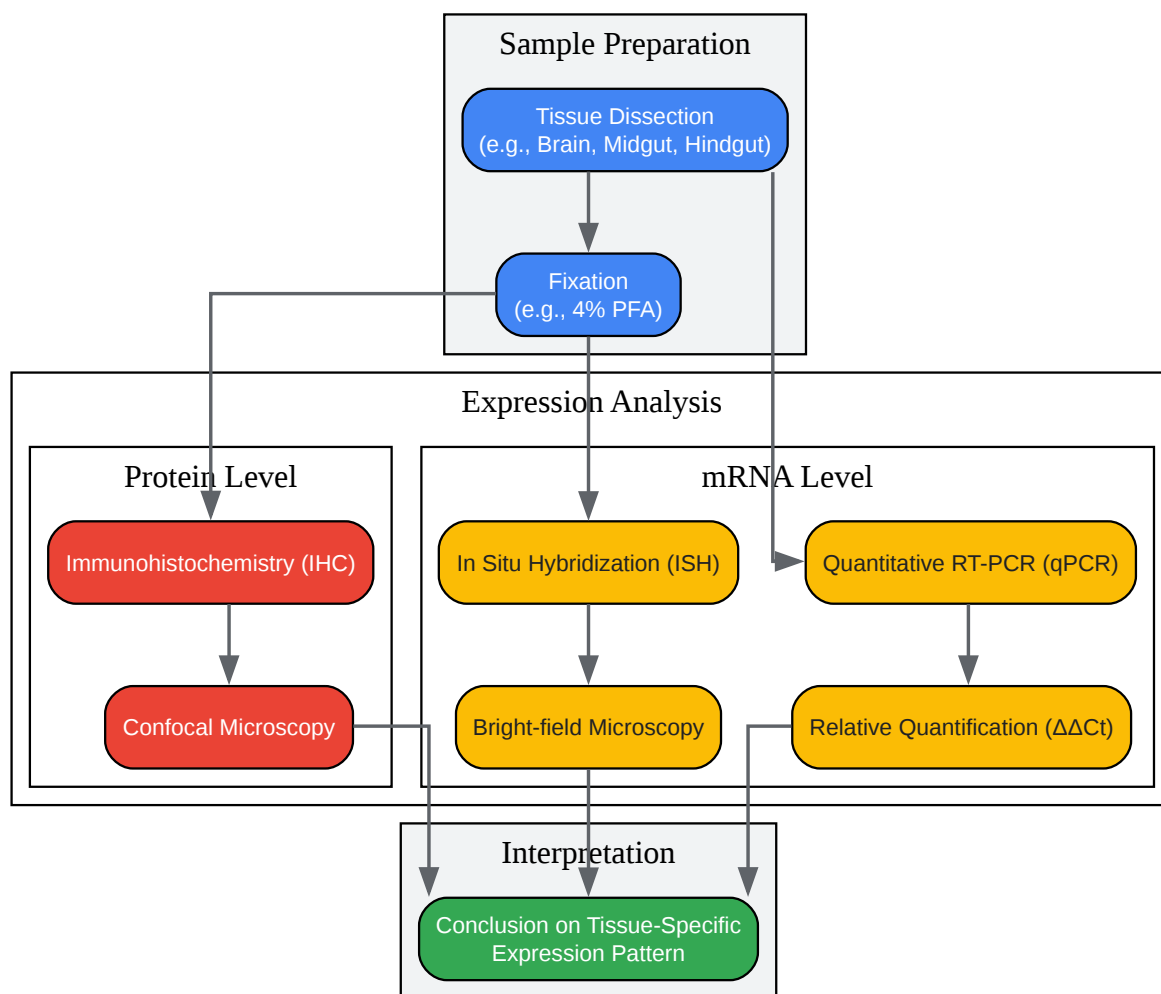 Sample Preparation
Tissue Dissection
(e.g., Brain, Midgut, Hindgut)
Fixation
(e.g., 4% PFA)
Expression Analysis
Protein Level
mRNA Level
Immunohistochemistry (IHC)
In Situ Hybridization (ISH)
Quantitative RT-PCR (qPCR)
Confocal Microscopy
Bright-field Microscopy
Relative Quantification (ΔΔCt)
Interpretation
Conclusion on Tissue-Specific
Expression Pattern